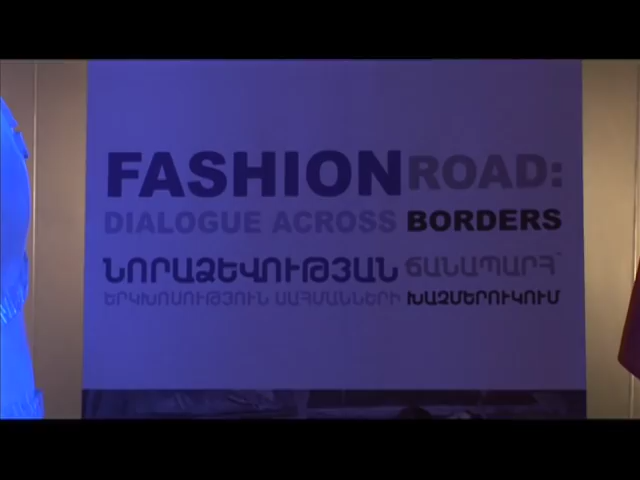 FASHION ROAD:
DIALOGUE ACROSS BORDERS
ՆՈՐԱՁԵՎՈՒԹՅԱՆ ՃԱՆԱՊԱՐՀ՝
ԵՐԿԽՈՍՈՒԹՅՈՒՆ ՍԱՀՄԱՆՆԵՐԻ ԽԱՉՄԵՐՈՒԿՈՒՄ